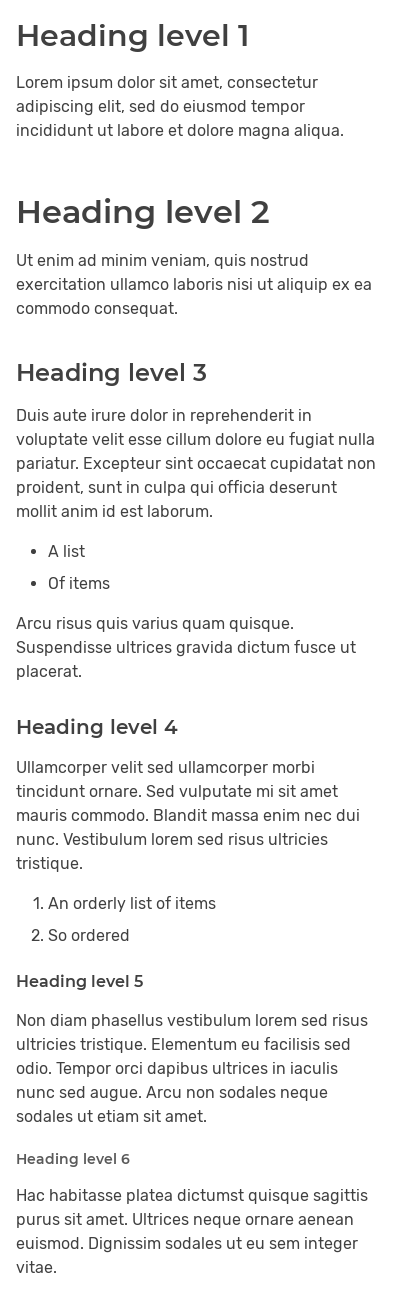 Heading level 1
Lorem ipsum dolor sit amet, consectetur
adipiscing elit, sed do eiusmod tempor
incididunt ut labore et dolore magna aliqua.
Heading level 2
Ut enim ad minim veniam, quis nostrud
exercitation ullamco laboris nisi ut aliquip ex ea
commodo consequat.
Heading level 3
Duis aute irure dolor in reprehenderit in
voluptate velit esse cillum dolore eu fugiat nulla
pariatur. Excepteur sint occaecat cupidatat non
proident, sunt in culpa qui officia deserunt
mollit anim id est laborum.
• A list
• Of items
Arcu risus quis varius quam quisque.
Suspendisse ultrices gravida dictum fusce ut
placerat.
Heading level 4
Ullamcorper velit sed ullamcorper morbi
tincidunt ornare. Sed vulputate mi sit amet
mauris commodo. Blandit massa enim nec dui
nunc. Vestibulum lorem sed risus ultricies
tristique.
1. An orderly list of items
2. So ordered
Heading level 5
Non diam phasellus vestibulum lorem sed risus
ultricies tristique. Elementum eu facilisis sed
odio. Tempor orci dapibus ultrices in iaculis
nunc sed augue. Arcu non sodales neque
sodales ut etiam sit amet.
Heading level 6
Hac habitasse platea dictumst quisque sagittis
purus sit amet. Ultrices neque ornare aenean
euismod. Dignissim sodales ut eu sem integer
vitae.